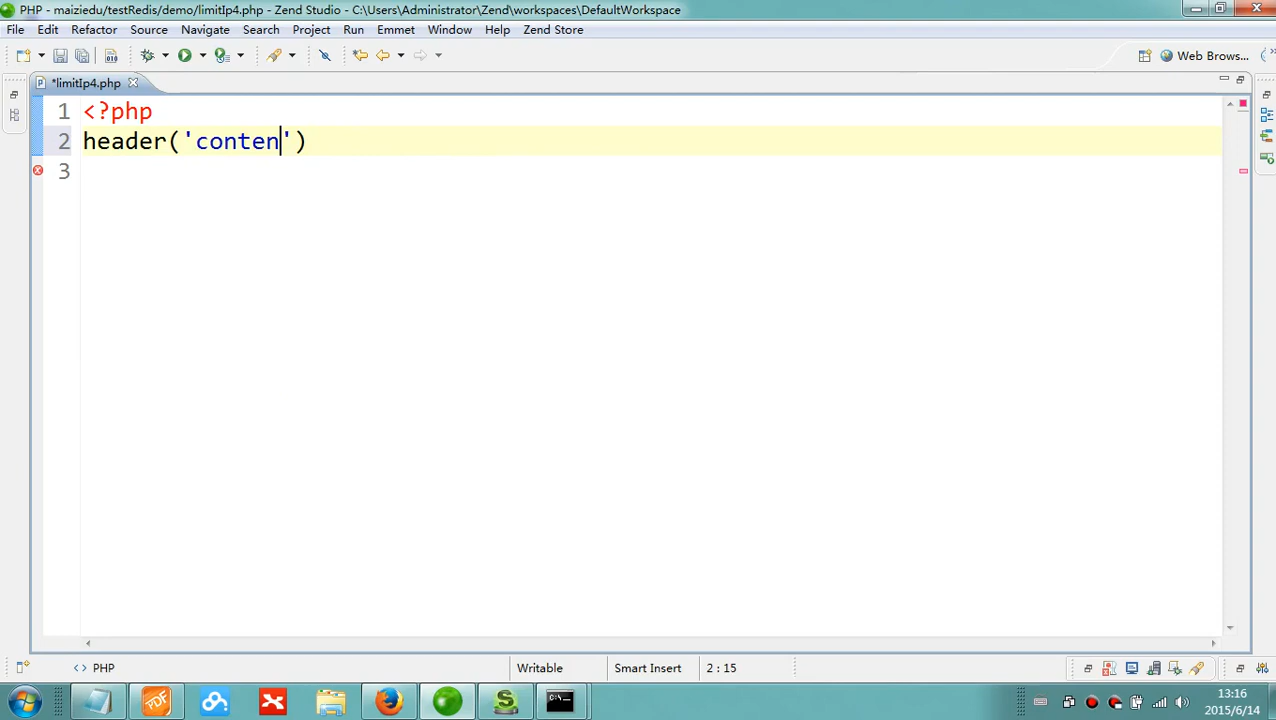 PHP - maiziedu/testRedis/demo/limitIp4.php - Zend Studio - C:\Users\Administrator\Zend\workspaces\DefaultWorkspace
File Edit Refactor Source Navigate Search Project Run Emmet Window Help Zend Store
Web Brows...
*limitIp4.php
1 <?php
2 header('conten')
3
<> PHP Writable Smart Insert 2 : 15
PDF
C:\
13:16
2015/6/14